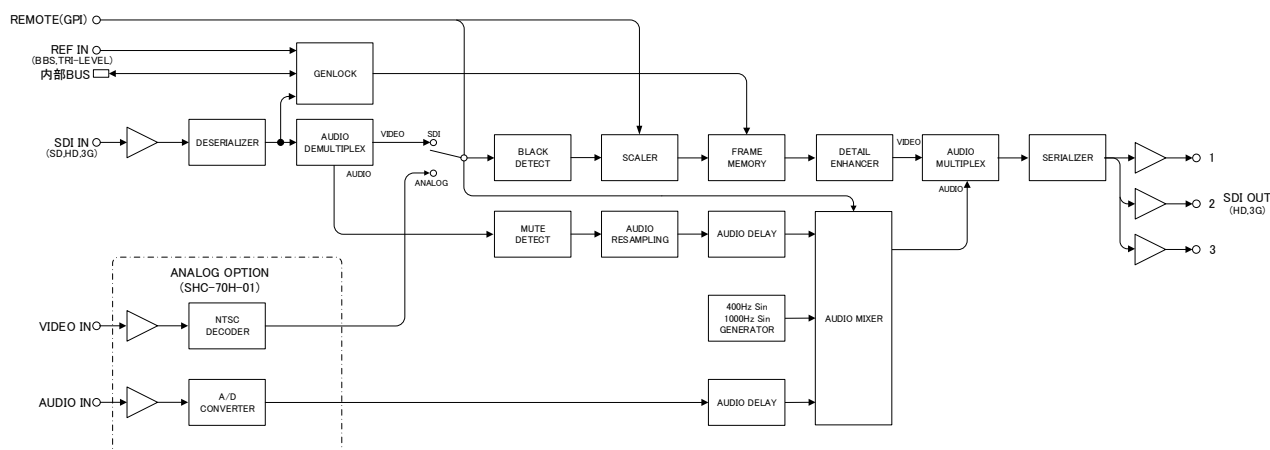 REMOTE(GPI)
REF IN
(BBS,TRI-LEVEL)
内部BUS
GENLOCK
SDI IN
(SD,HD,3G)
DESERIALIZER
AUDIO
DEMULTIPLEX
VIDEO
AUDIO
SDI
ANALOG
BLACK
DETECT
SCALER
FRAME
MEMORY
DETAIL
ENHANCER
VIDEO
AUDIO
MULTIPLEX
AUDIO
SERIALIZER
1
2
3
SDI OUT
(HD,3G)
MUTE
DETECT
AUDIO
RESAMPLING
AUDIO DELAY
ANALOG OPTION
(SHC-70H-01)
VIDEO IN
NTSC
DECODER
400Hz Sin
1000Hz Sin
GENERATOR
AUDIO MIXER
AUDIO IN
A/D
CONVERTER
AUDIO DELAY